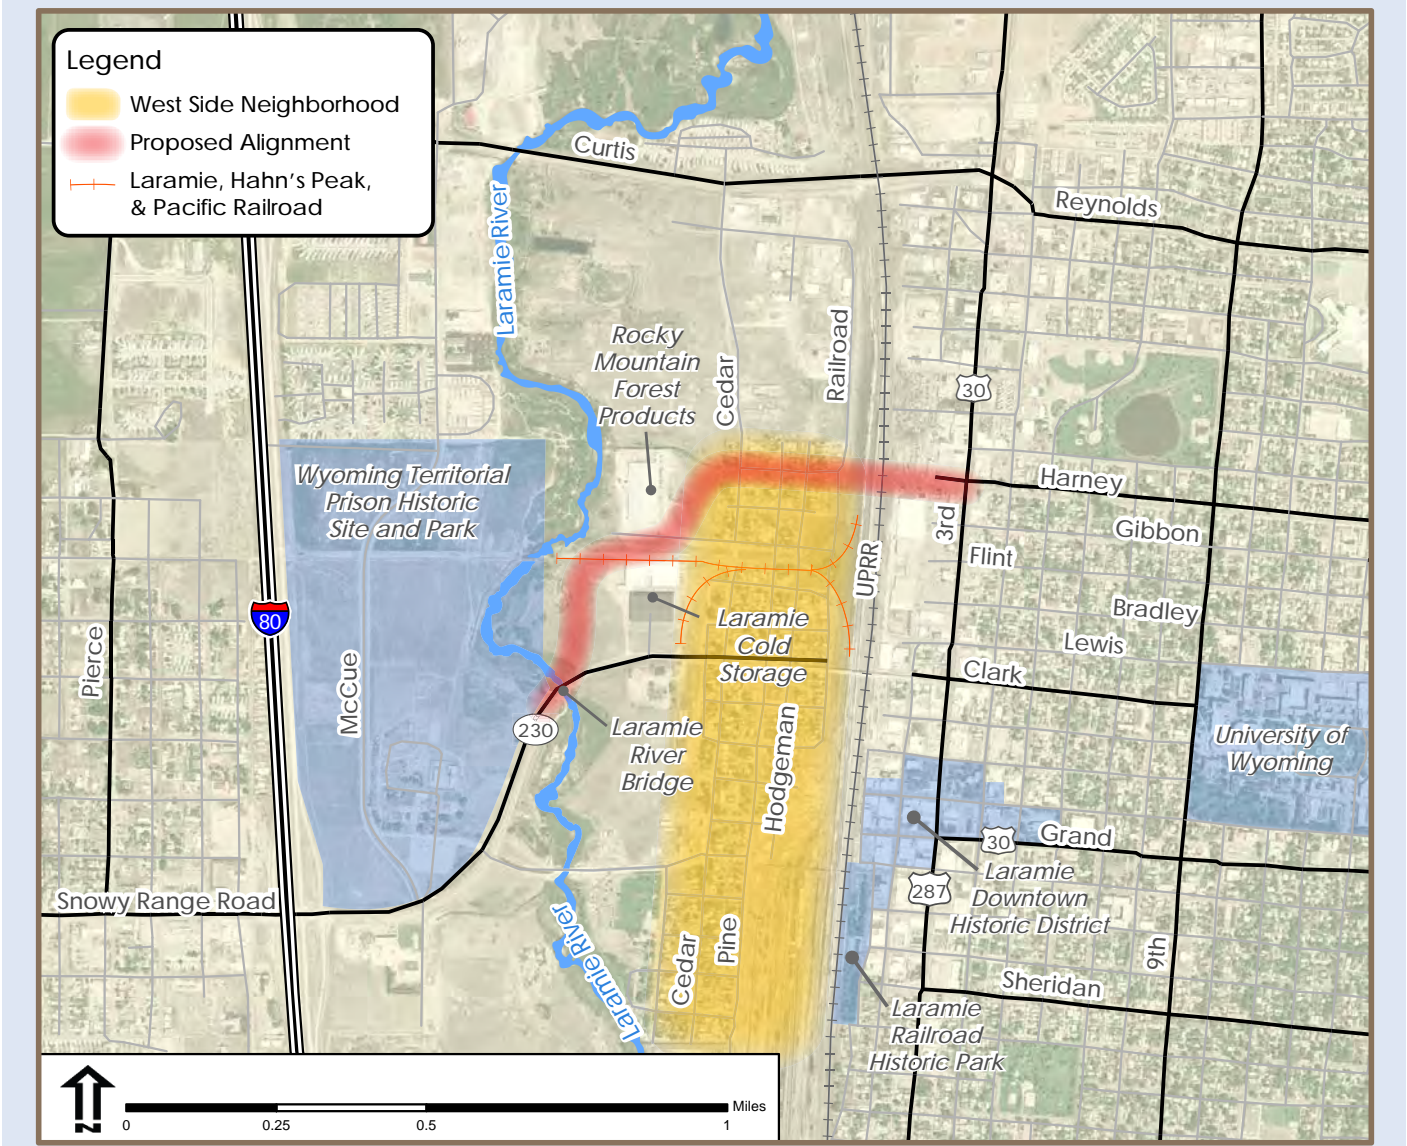 Legend
West Side Neighborhood
Proposed Alignment
Laramie, Hahn's Peak,
& Pacific Railroad
Curtis
Reynolds
Laramie River
Rocky
Mountain
Forest
Products
Cedar
Railroad
30
Wyoming Territorial
Prison Historic
Site and Park
Harney
Gibbon
3rd
Flint
UPRR
80
Bradley
Lewis
Laramie
Cold
Storage
Clark
Pierce
McCue
230
Laramie
River
Bridge
Hodgeman
University of
Wyoming
30
Grand
Laramie
Downtown
Historic District
287
Snowy Range Road
Laramie River
Cedar
Pine
9th
Sheridan
Laramie
Railroad
Historic Park
N
Miles
0
0.25
0.5
1